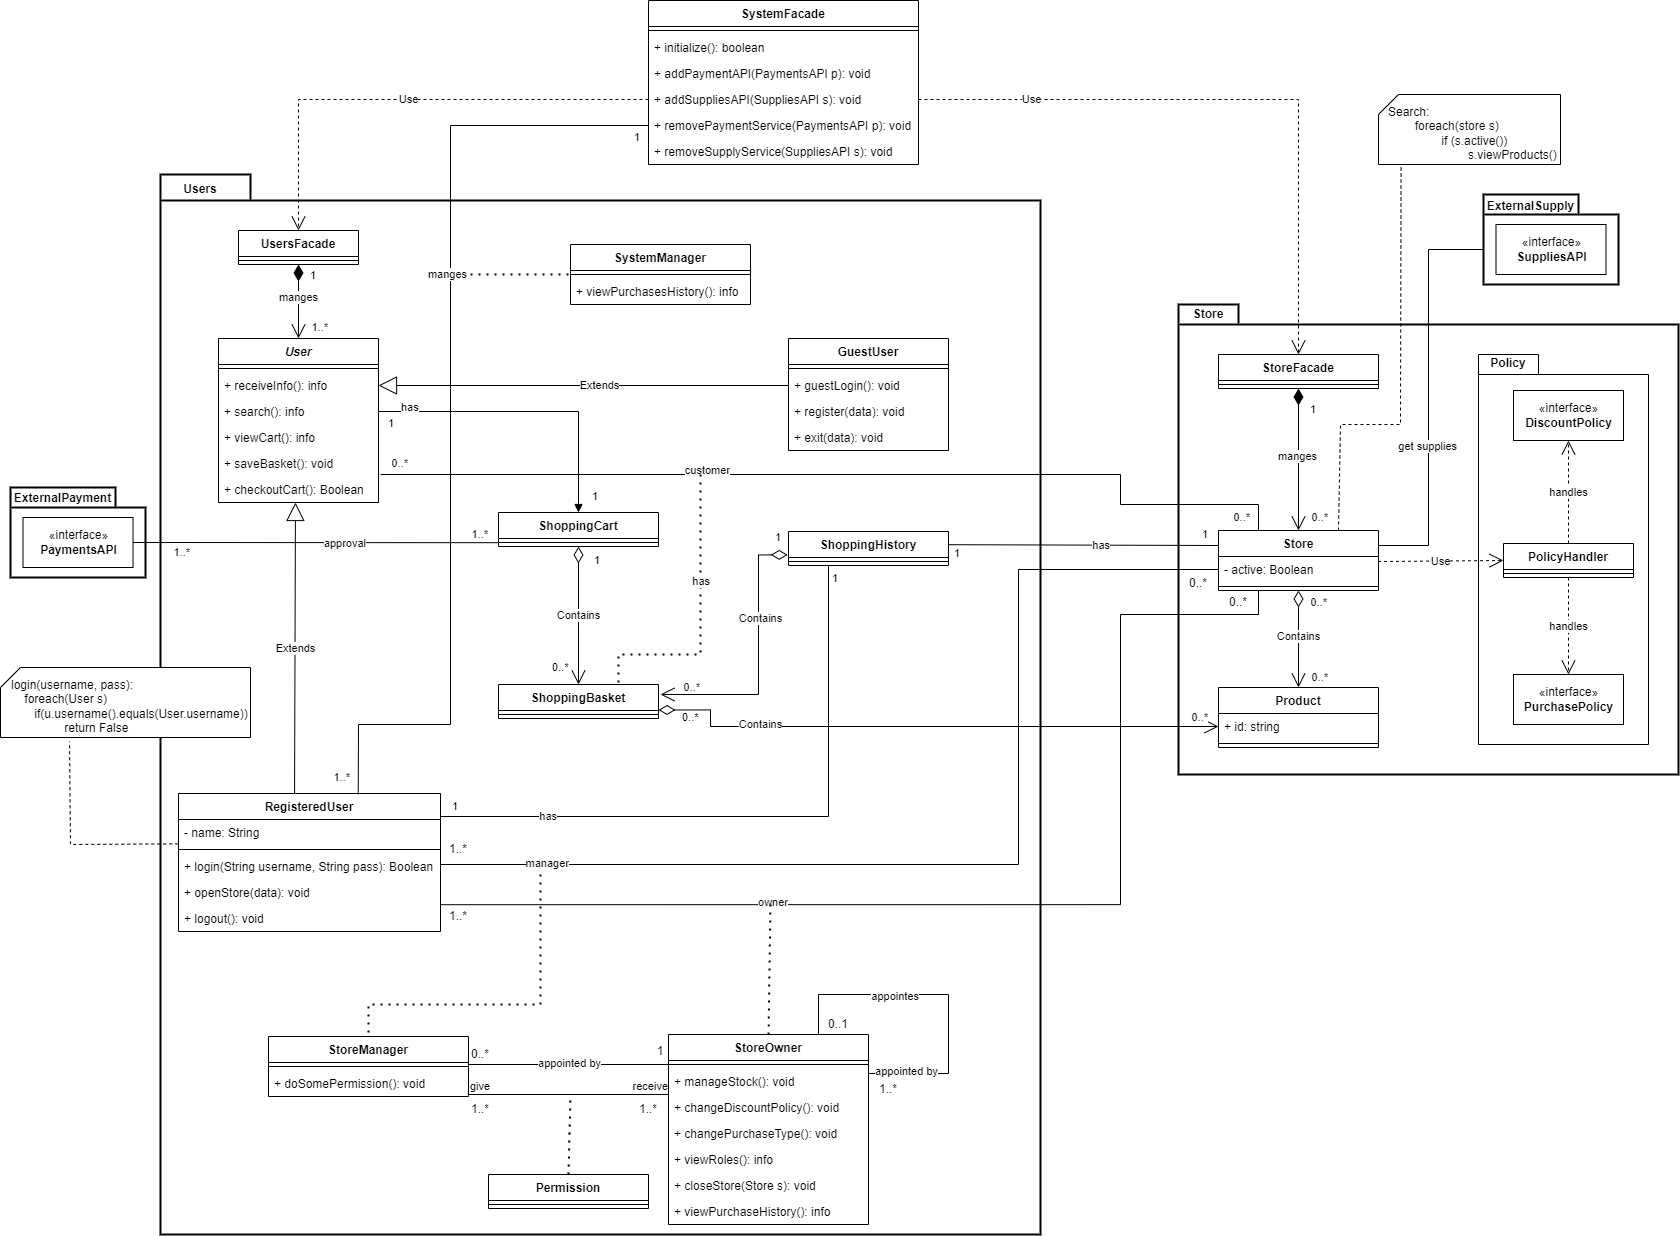 SystemFacade
+ initialize(): boolean
+ addPaymentAPI(PaymentsAPI p): void
+ addSuppliesAPI(SuppliesAPI s): void
+ removePaymentService(PaymentsAPI p): void
+ removeSupplyService(SuppliesAPI s): void
Use
Use
1
Search:
foreach(store s)
if (s.active())
s.viewProducts()
Users
UsersFacade
1
manges
1..*
manges
SystemManager
+ viewPurchasesHistory(): info
ExternalSupply
«interface»
SuppliesAPI
User
+ receiveInfo(): info
+ search(): info
+ viewCart(): info
+ saveBasket(): void
+ checkoutCart(): Boolean
Extends
has
1
0..*
customer
1
GuestUser
+ guestLogin(): void
+ register(data): void
+ exit(data): void
Store
StoreFacade
1
manges
0..*
0..*
get supplies
Policy
«interface»
DiscountPolicy
handles
PolicyHandler
handles
«interface»
PurchasePolicy
ExternalPayment
«interface»
PaymentsAPI
1..*
approval
1..*
ShoppingCart
1
Contains
0..*
has
1
ShoppingHistory
1
1
has
1
Store
- active: Boolean
Use
0..*
0..*
0..*
Contains
0..*
Contains
0..*
ShoppingBasket
0..*
Contains
0..*
Product
+ id: string
Extends
login(username, pass):
foreach(User s)
if(u.username().equals(User.username))
return False
1..*
RegisteredUser
- name: String
+ login(String username, String pass): Boolean
+ openStore(data): void
+ logout(): void
1
has
1..*
manager
1..*
owner
appointes
0..1
appointed by
1..*
StoreManager
+ doSomePermission(): void
0..*
appointed by
1
give
receive
1..*
1..*
StoreOwner
+ manageStock(): void
+ changeDiscountPolicy(): void
+ changePurchaseType(): void
+ viewRoles(): info
+ closeStore(Store s): void
+ viewPurchaseHistory(): info
Permission